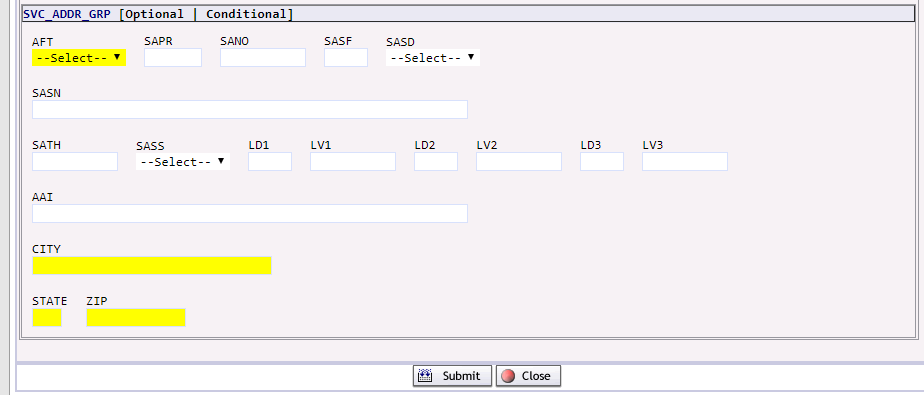 SVC_ADDR_GRP [Optional | Conditional]
AFT SAPR SANO SASF SASD
--Select-- --Select--
SASN
SATH SASS LD1 LV1 LD2 LV2 LD3 LV3
--Select--
AAI
CITY
STATE ZIP
Submit Close